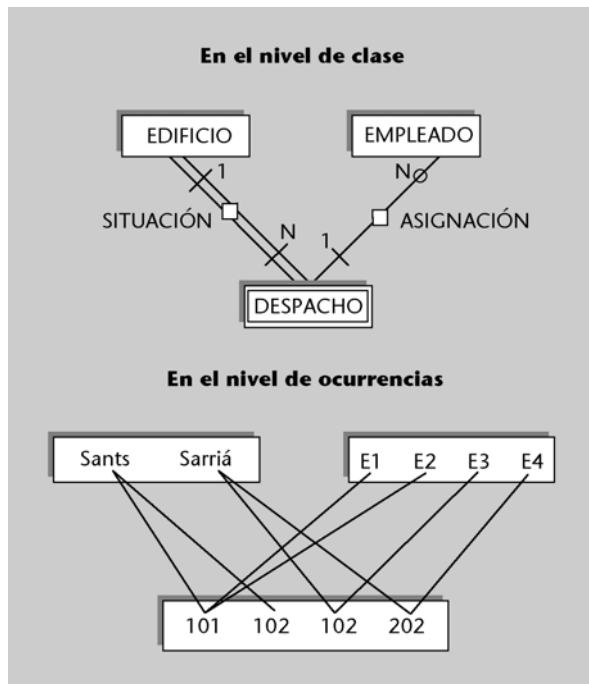 En el nivel de clase
EDIFICIO
EMPLEADO
1
N
SITUACIÓN
ASIGNACIÓN
N
1
DESPACHO
En el nivel de ocurrencias
Sants Sarriá
E1 E2 E3 E4
101 102 102 202